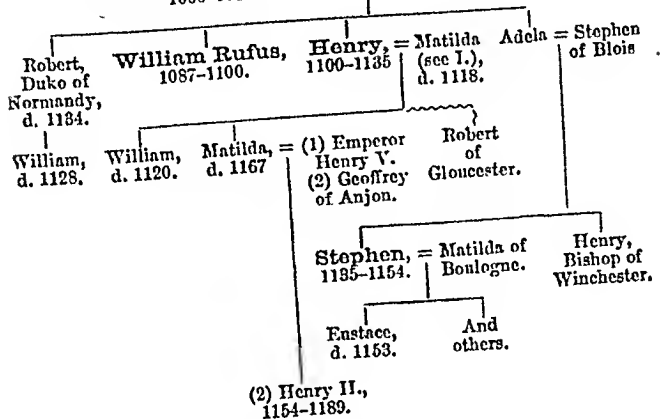 Robert,
Duke of
Normandy,
d. 1134.
William Rufus,
1087–1100.
Henry, = Matilda
1100–1135 (see I.),
d. 1118.
Adela = Stephen
of Blois
William,
d. 1128.
William,
d. 1120.
Matilda, = (1) Emperor
d. 1167 Henry V.
(2) Geoffrey
of Anjou.
Robert
of
Gloucester.
Stephen, = Matilda of
1135–1154. Boulogne.
Henry,
Bishop of
Winchester.
Eustace,
d. 1153.
And
others.
(2) Henry II.,
1154–1189.